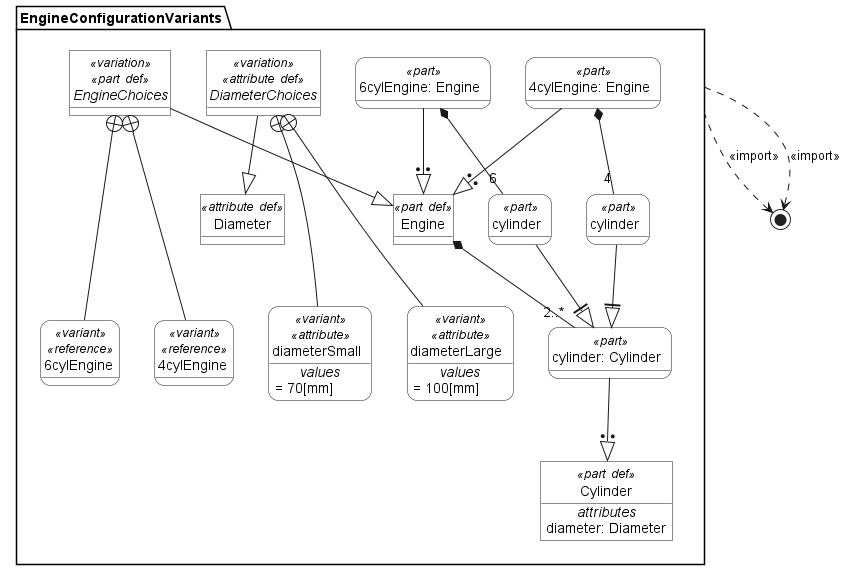 EngineConfigurationVariants
«variation»
«part def»
EngineChoices
«variation»
«attribute def»
DiameterChoices
«part»
6cylEngine: Engine
«part»
4cylEngine: Engine
«import»
«import»
6
4
«attribute def»
Diameter
«part def»
Engine
«part»
cylinder
«part»
cylinder
2..*
«variant»
«reference»
6cylEngine
«variant»
«reference»
4cylEngine
«variant»
«attribute»
diameterSmall
values
= 70[mm]
«variant»
«attribute»
diameterLarge
values
= 100[mm]
«part»
cylinder: Cylinder
«part def»
Cylinder
attributes
diameter: Diameter